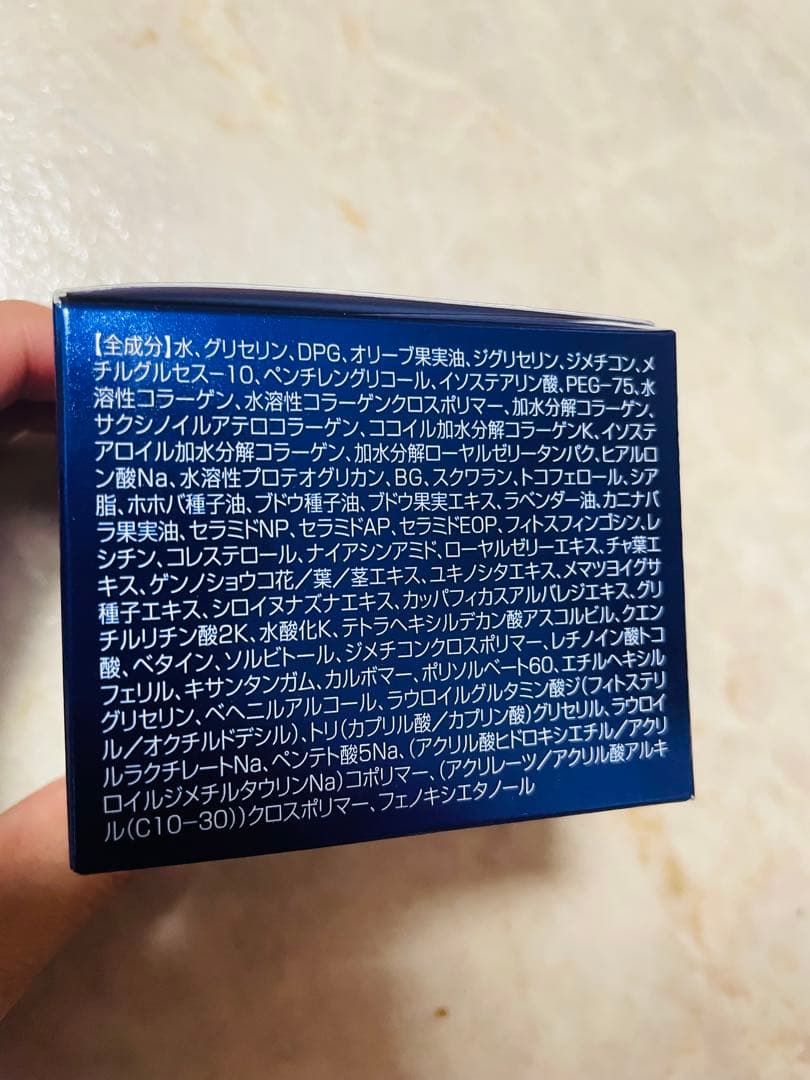 【全成分】水、グリセリン、DPG、オリーブ果実油、ジグリセリン、ジメチコン、メ
チルグルセス－10、ペンチレングリコール、イソステアリン酸、PEG－75、水
溶性コラーゲン、水溶性コラーゲンクロスポリマー、加水分解コラーゲン、
サクシノイルアテロコラーゲン、ココイル加水分解コラーゲンK、イソステ
アロイル加水分解コラーゲン、加水分解ローヤルゼリータンパク、ヒアルロ
ン酸Na、水溶性プロテオグリカン、BG、スクワラン、トコフェロール、シア
脂、ホホバ種子油、ブドウ種子油、ブドウ果実エキス、ラベンダー油、カニナバ
ラ果実油、セラミドNP、セラミドAP、セラミドEOP、フィトスフィンゴシン、レ
シチン、コレステロール、ナイアシンアミド、ローヤルゼリーエキス、チャ葉エ
キス、ゲンノショウコ花／葉／茎エキス、ユキノシタエキス、メマツヨイグサ
種子エキス、シロイヌナズナエキス、カッパフィカスアルバレジエキス、グリ
チルリチン酸2K、水酸化K、テトラヘキシルデカン酸アスコルビル、クエン
酸、ベタイン、ソルビトール、ジメチコンクロスポリマー、レチノイン酸トコ
フェリル、キサンタンガム、カルボマー、ポリソルベート60、エチルヘキシル
グリセリン、ベヘニルアルコール、ラウロイルグルタミン酸ジ(フィトステリ
ル／オクチルドデシル)、トリ(カプリル酸／カプリン酸)グリセリル、ラウロイ
ルラクチレートNa、ペンテト酸5Na、(アクリル酸ヒドロキシエチル／アクリ
ロイルジメチルタウリンNa)コポリマー、(アクリレーツ／アクリル酸アルキ
ル(C10－30))クロスポリマー、フェノキシエタノール